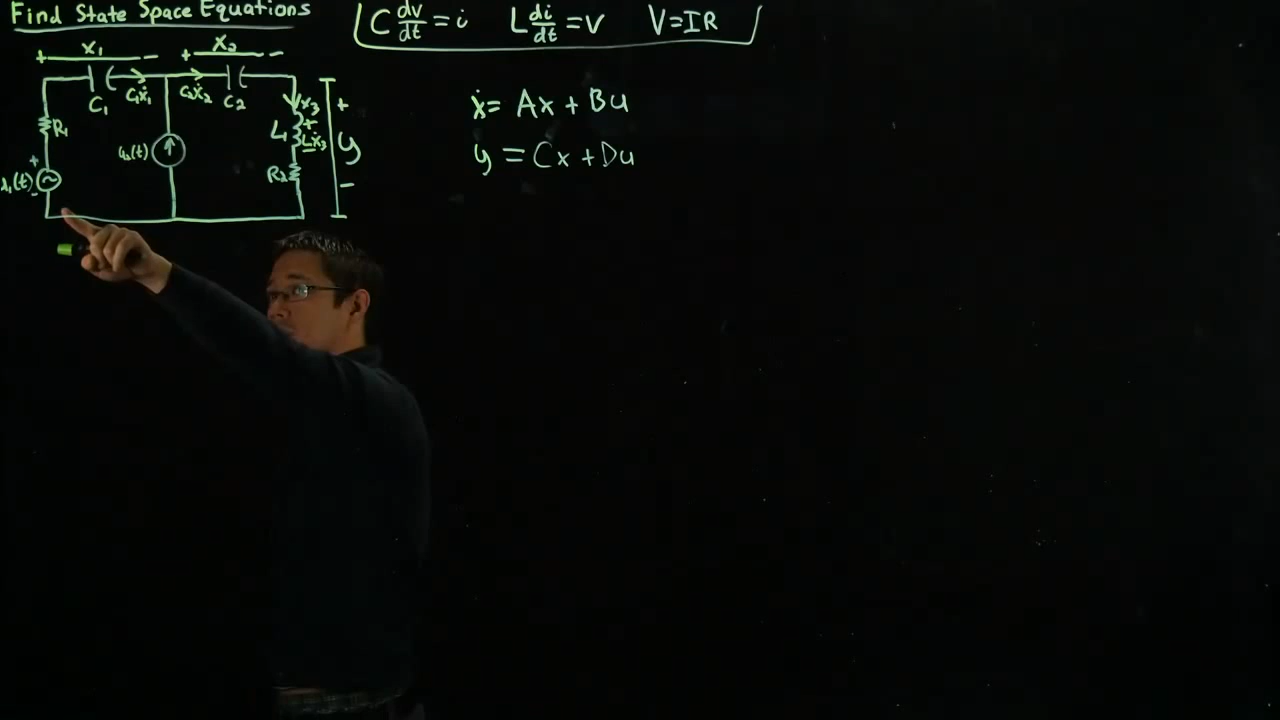 Find State Space Equations
C dv/dt = i L di/dt = v V=IR
+ X₁ − + X₂ −
C₁ C₁ẋ₁ C₂ẋ₂ C₂
R₁
x₃
+
L Lẋ₃
u₂(t)
R₂
+
u₁(t)
-
+
y
−
ẋ = Ax + Bu
y = Cx + Du